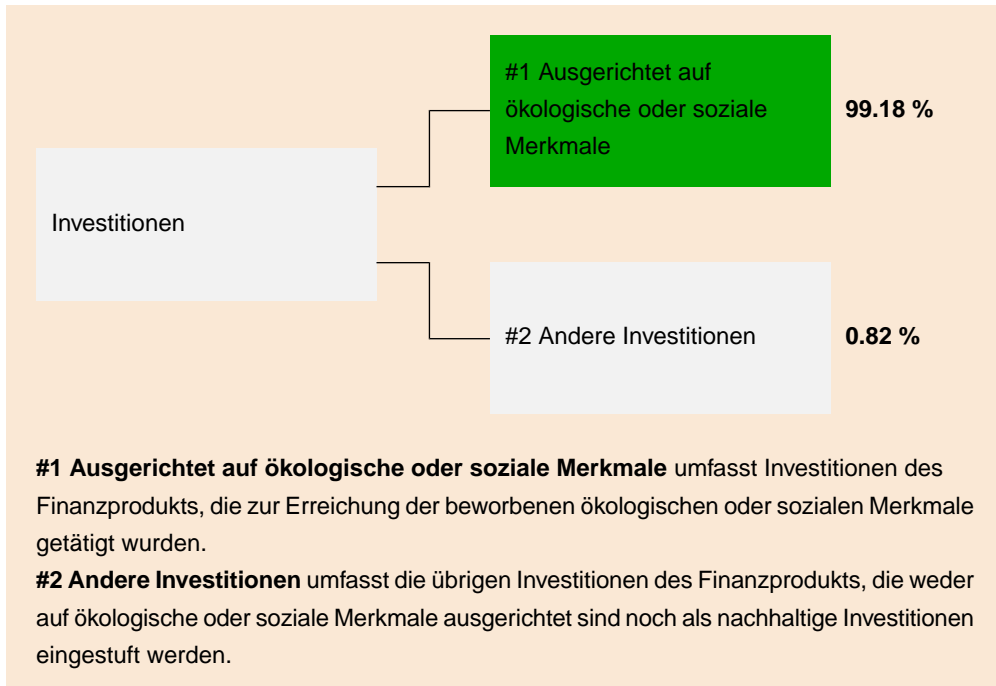 #1 Ausgerichtet auf
ökologische oder soziale
Merkmale
99.18 %
Investitionen
#2 Andere Investitionen
0.82 %
#1 Ausgerichtet auf ökologische oder soziale Merkmale umfasst Investitionen des
Finanzprodukts, die zur Erreichung der beworbenen ökologischen oder sozialen Merkmale
getätigt wurden.
#2 Andere Investitionen umfasst die übrigen Investitionen des Finanzprodukts, die weder
auf ökologische oder soziale Merkmale ausgerichtet sind noch als nachhaltige Investitionen
eingestuft werden.